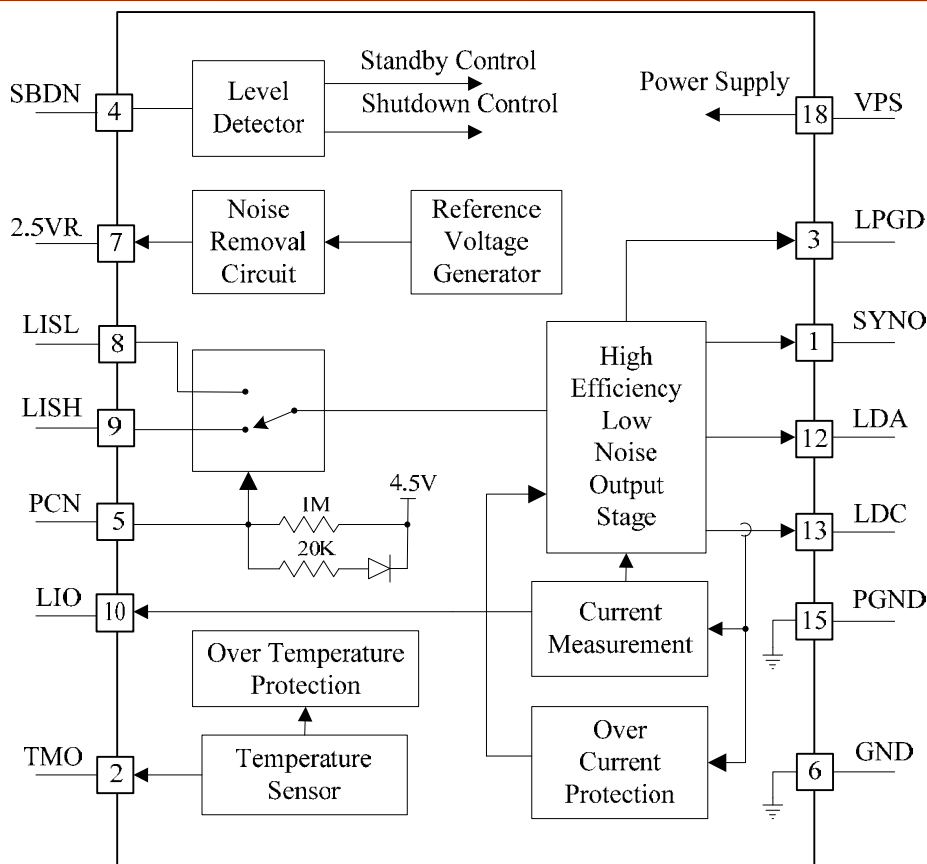 Standby Control
SBDN
4
Level
Detector
Shutdown Control
Power Supply
VPS
18
2.5VR
7
Noise
Removal
Circuit
Reference
Voltage
Generator
LPGD
3
LISL
8
SYNO
1
High
Efficiency
Low
Noise
Output
Stage
LISH
9
LDA
12
PCN
5
1M
4.5V
20K
LDC
13
LIO
10
Current
Measurement
PGND
15
Over Temperature
Protection
TMO
2
Temperature
Sensor
Over
Current
Protection
GND
6